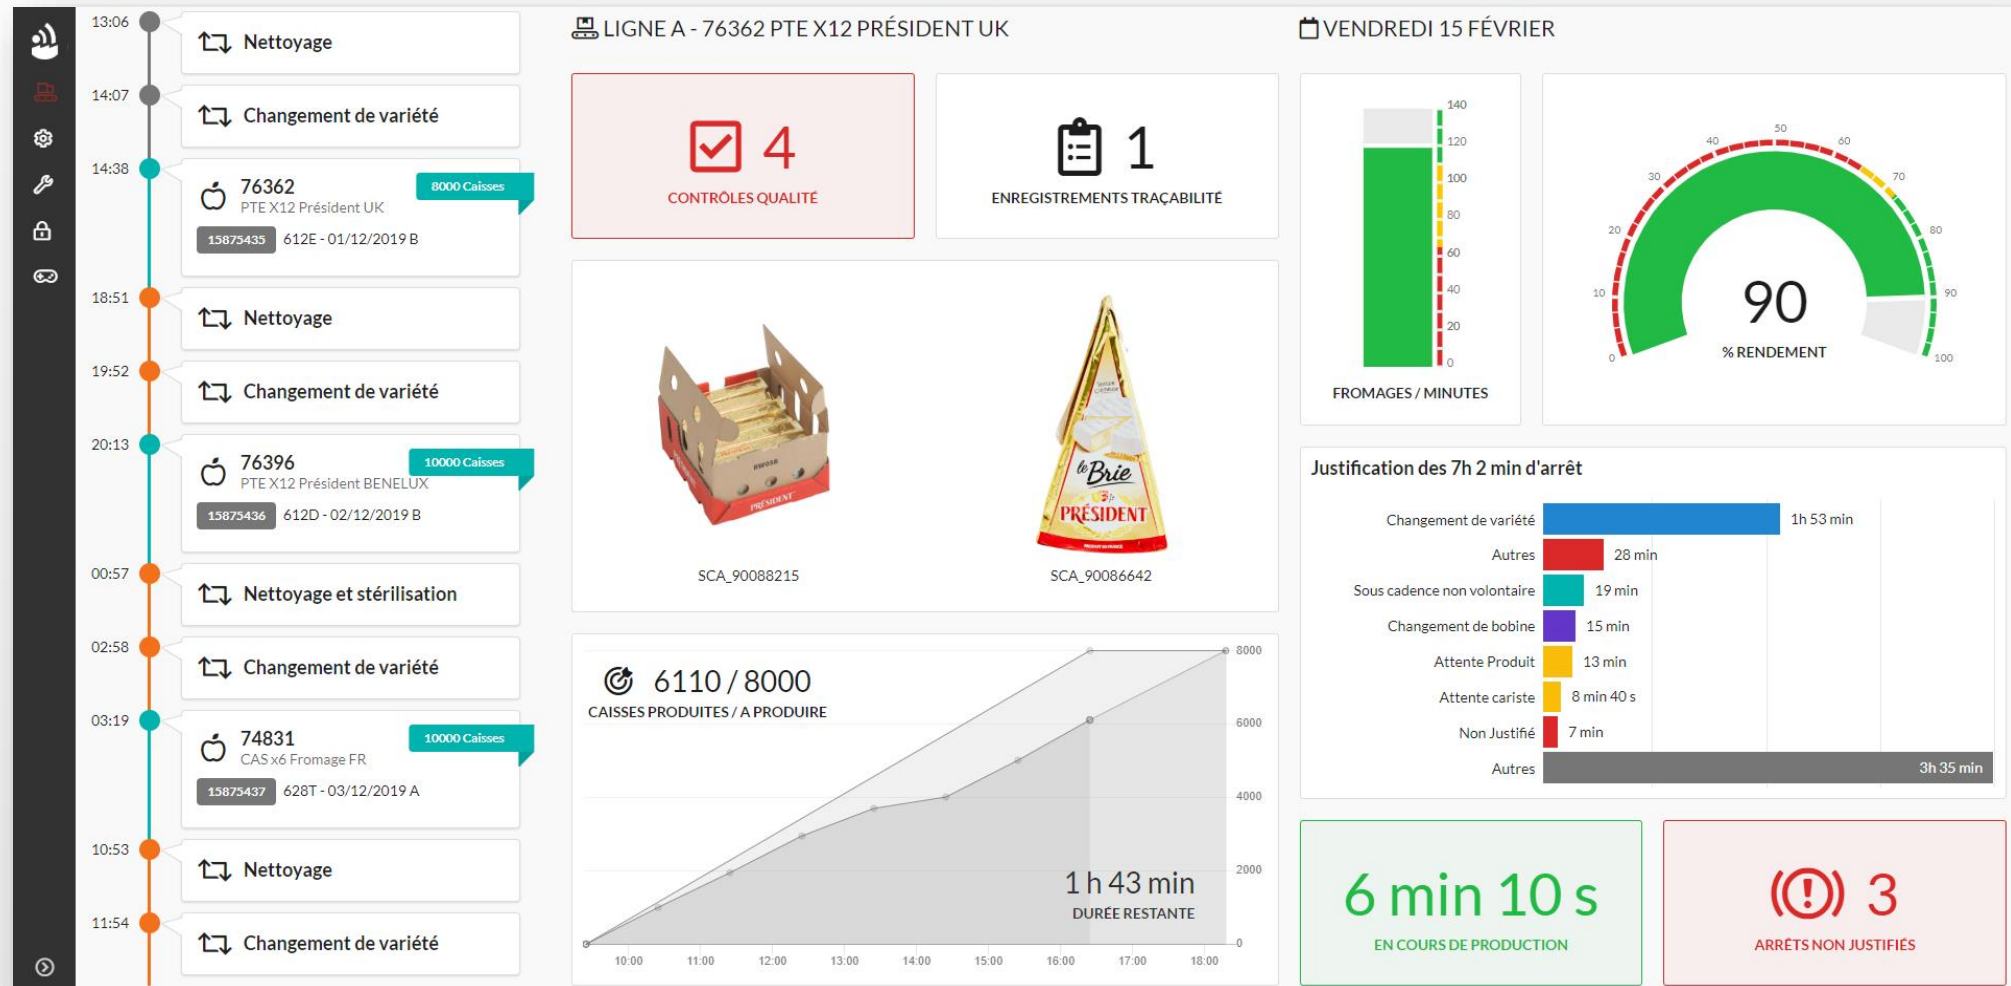 13:06
Nettoyage
14:07
Changement de variété
14:38
76362
8000 Caisses
PTE X12 Président UK
15875435 612E - 01/12/2019 B
18:51
Nettoyage
19:52
Changement de variété
20:13
76396
10000 Caisses
PTE X12 Président BENELUX
15875436 612D - 02/12/2019 B
00:57
Nettoyage et stérilisation
02:58
Changement de variété
03:19
74831
10000 Caisses
CAS x6 Fromage FR
15875437 628T - 03/12/2019 A
10:53
Nettoyage
11:54
Changement de variété
LIGNE A - 76362 PTE X12 PRÉSIDENT UK
4
CONTRÔLES QUALITÉ
1
ENREGISTREMENTS TRAÇABILITÉ
PRÉSIDENT
SCA_90088215
le Brie
PRÉSIDENT
SCA_90086642
6110 / 8000
CAISSES PRODUITES / A PRODUIRE
1 h 43 min
DURÉE RESTANTE
8000
6000
4000
2000
0
10:00 11:00 12:00 13:00 14:00 15:00 16:00 17:00 18:00
VENDREDI 15 FÉVRIER
140
120
100
80
60
40
20
0
FROMAGES / MINUTES
0
10
20
30
40
50
60
70
80
90
100
90
% RENDEMENT
Justification des 7h 2 min d'arrêt
Changement de variété 1h 53 min
Autres 28 min
Sous cadence non volontaire 19 min
Changement de bobine 15 min
Attente Produit 13 min
Attente cariste 8 min 40 s
Non Justifié 7 min
Autres 3h 35 min
6 min 10 s
EN COURS DE PRODUCTION
3
ARRÊTS NON JUSTIFIÉS